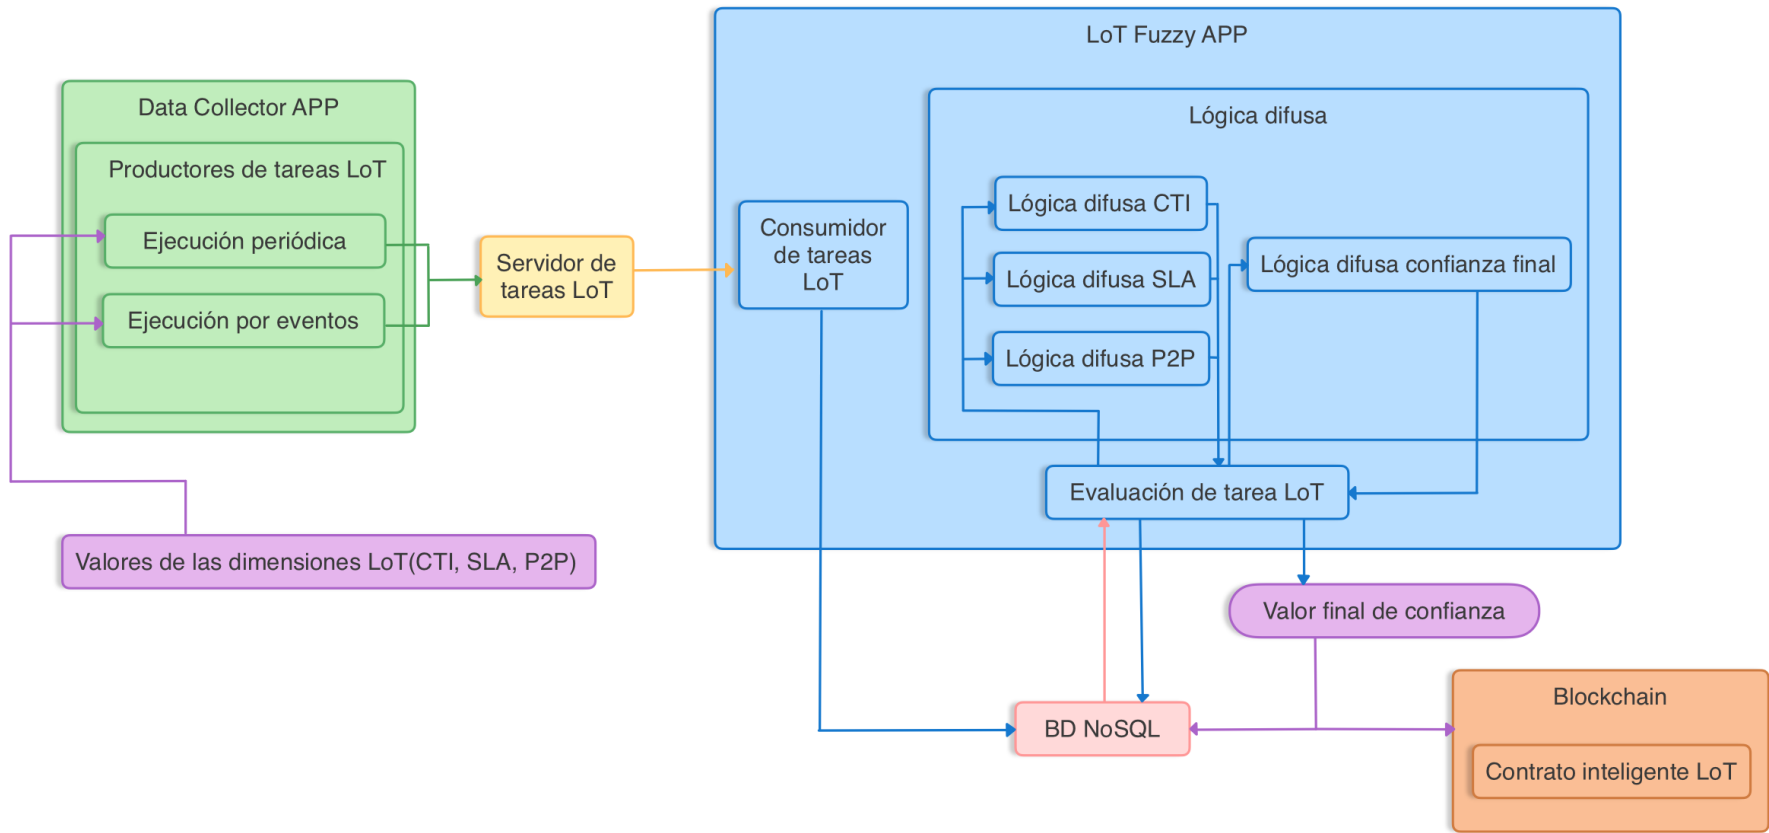 LoT Fuzzy APP
Data Collector APP
Productores de tareas LoT
Ejecución periódica
Ejecución por eventos
Servidor de
tareas LoT
Consumidor
de tareas
LoT
Lógica difusa
Lógica difusa CTI
Lógica difusa SLA
Lógica difusa P2P
Lógica difusa confianza final
Evaluación de tarea LoT
Valores de las dimensiones LoT(CTI, SLA, P2P)
Valor final de confianza
BD NoSQL
Blockchain
Contrato inteligente LoT